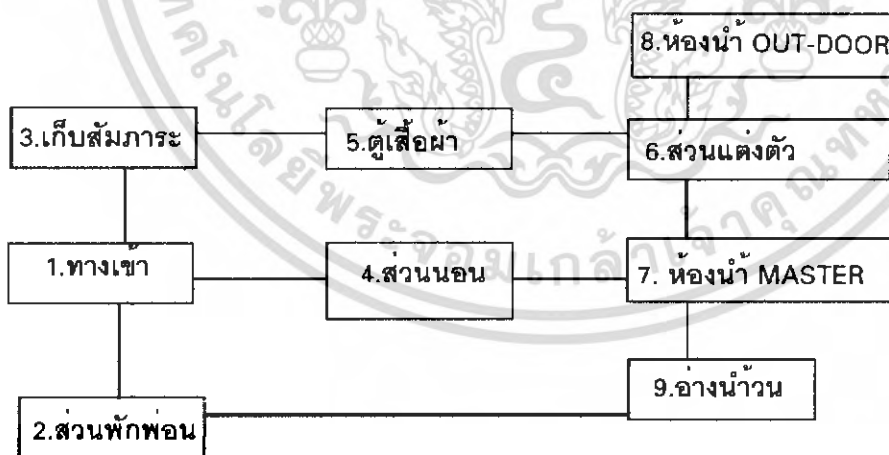 8.ห้องน้ำ OUT-DOOR
3.เก็บสัมภาระ
5.ตู้เสื้อผ้า
6.ส่วนแต่งตัว
1.ทางเข้า
4.ส่วนนอน
7. ห้องน้ำ MASTER
9.อ่างน้ำวน
2.ส่วนพักผ่อน